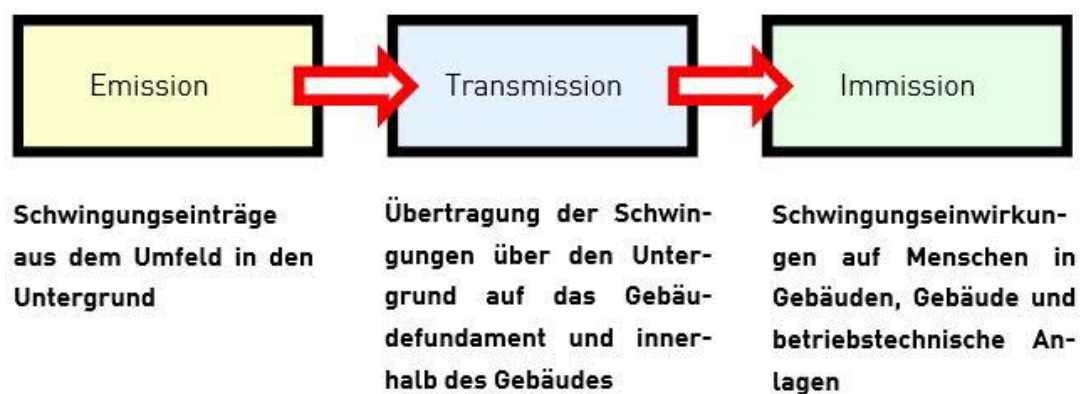 Emission
Transmission
Immission
Schwingungseinträge
aus dem Umfeld in den
Untergrund
Übertragung der Schwin-
gungen über den Unter-
grund auf das Gebäu-
defundament und inner-
halb des Gebäudes
Schwingungseinwirkun-
gen auf Menschen in
Gebäuden, Gebäude und
betriebstechnische An-
lagen